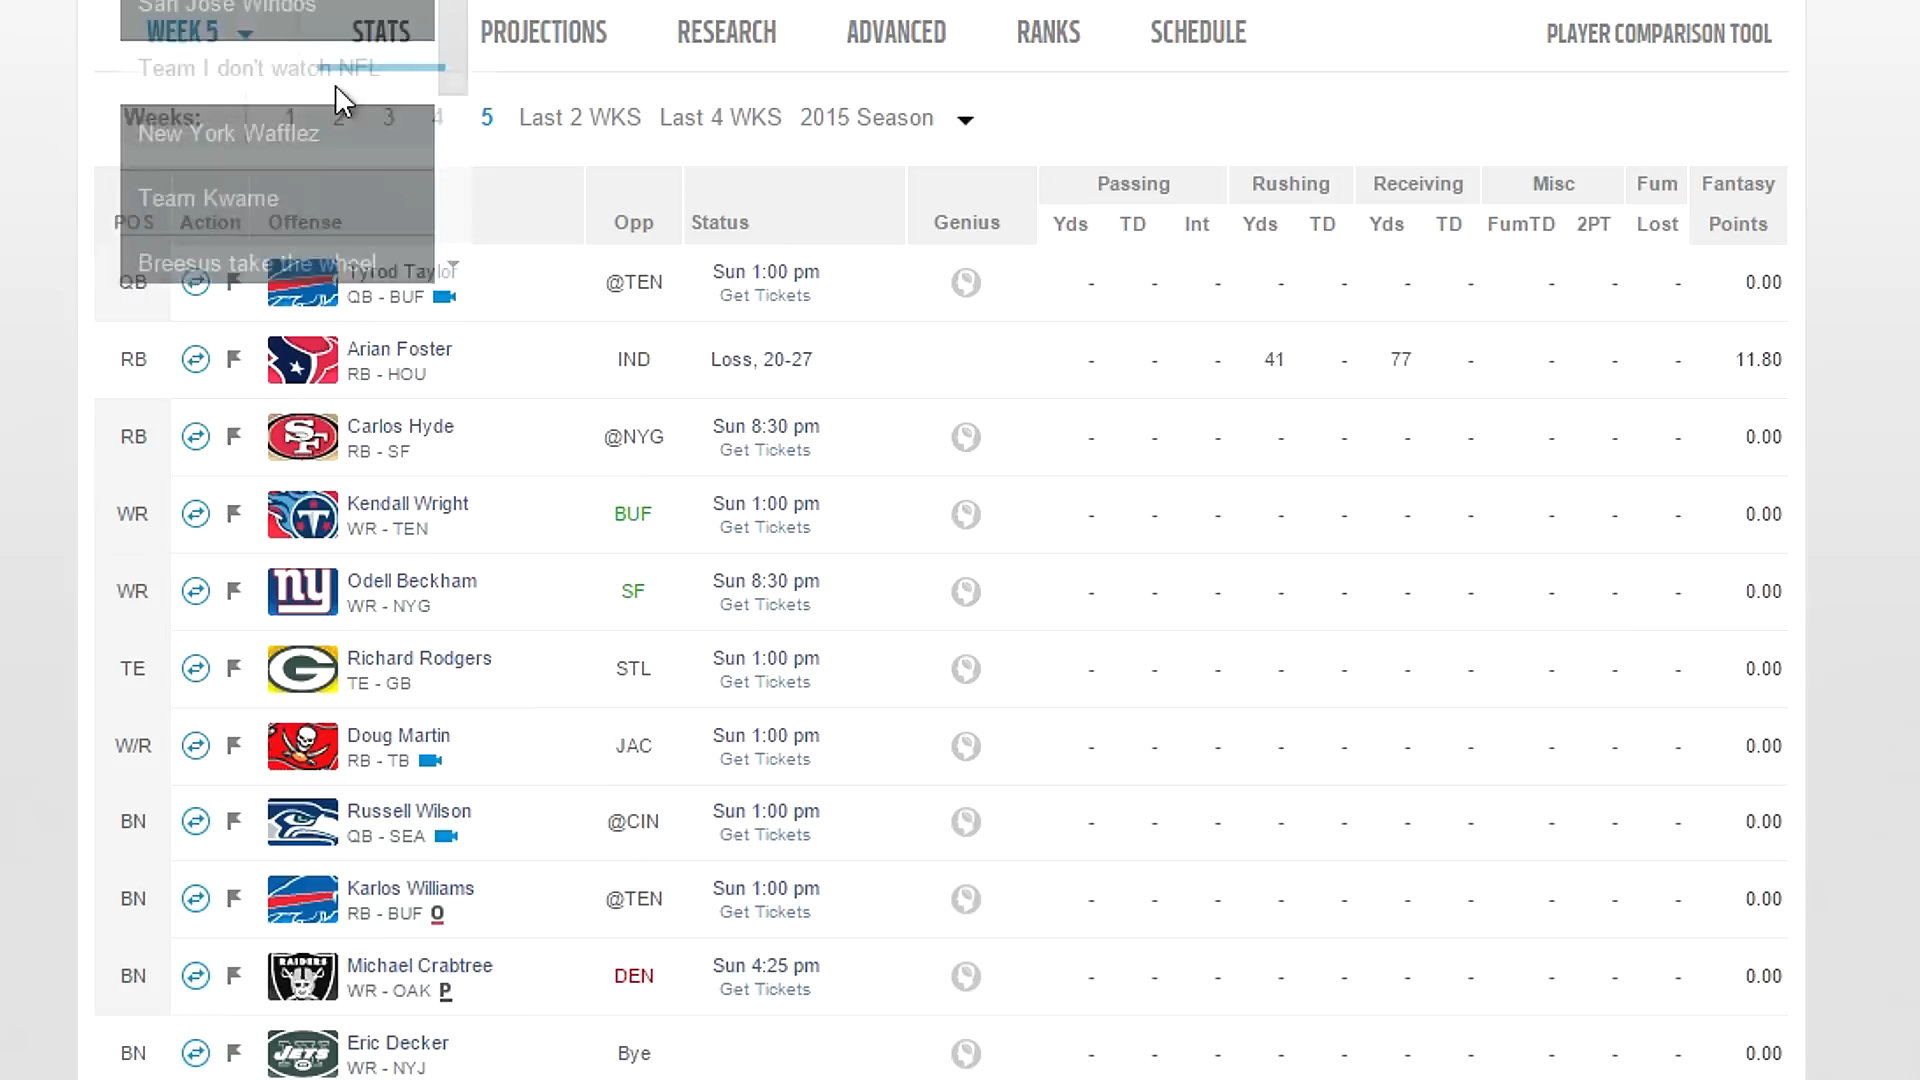 San Jose Windos
WEEK 5 STATS PROJECTIONS RESEARCH ADVANCED RANKS SCHEDULE PLAYER COMPARISON TOOL
Team I don't watch NFL
Weeks: 1 2 3 4 5 Last 2 WKS Last 4 WKS 2015 Season
New York Wafflez
Passing Rushing Receiving Misc Fum Fantasy
Team Kwame
POS Action Offense Opp Status Genius Yds TD Int Yds TD Yds TD FumTD 2PT Lost Points
Breesus take the wheel
QB Tyrod Taylor @TEN Sun 1:00 pm - - - - - - - - - - 0.00
QB - BUF Get Tickets
RB Arian Foster IND Loss, 20-27 - - - 41 - 77 - - - - 11.80
RB - HOU
RB SF Carlos Hyde @NYG Sun 8:30 pm - - - - - - - - - - 0.00
RB - SF Get Tickets
WR T Kendall Wright BUF Sun 1:00 pm - - - - - - - - - - 0.00
WR - TEN Get Tickets
WR ny Odell Beckham SF Sun 8:30 pm - - - - - - - - - - 0.00
WR - NYG Get Tickets
TE G Richard Rodgers STL Sun 1:00 pm - - - - - - - - - - 0.00
TE - GB Get Tickets
W/R Doug Martin JAC Sun 1:00 pm - - - - - - - - - - 0.00
RB - TB Get Tickets
BN Russell Wilson @CIN Sun 1:00 pm - - - - - - - - - - 0.00
QB - SEA Get Tickets
BN Karlos Williams @TEN Sun 1:00 pm - - - - - - - - - - 0.00
RB - BUF O Get Tickets
BN RAIDERS Michael Crabtree DEN Sun 4:25 pm - - - - - - - - - - 0.00
WR - OAK P Get Tickets
BN JETS Eric Decker Bye - - - - - - - - - - 0.00
WR - NYJ